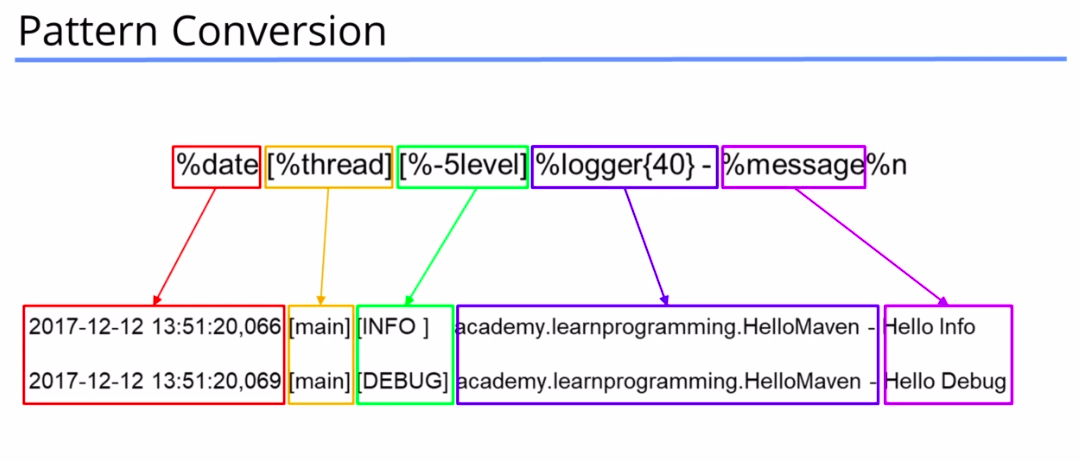 Pattern Conversion
%date [%thread] [%-5level] %logger{40} - %message%n
2017-12-12 13:51:20,066 [main] [INFO ] academy.learnprogramming.HelloMaven - Hello Info
2017-12-12 13:51:20,069 [main] [DEBUG] academy.learnprogramming.HelloMaven - Hello Debug